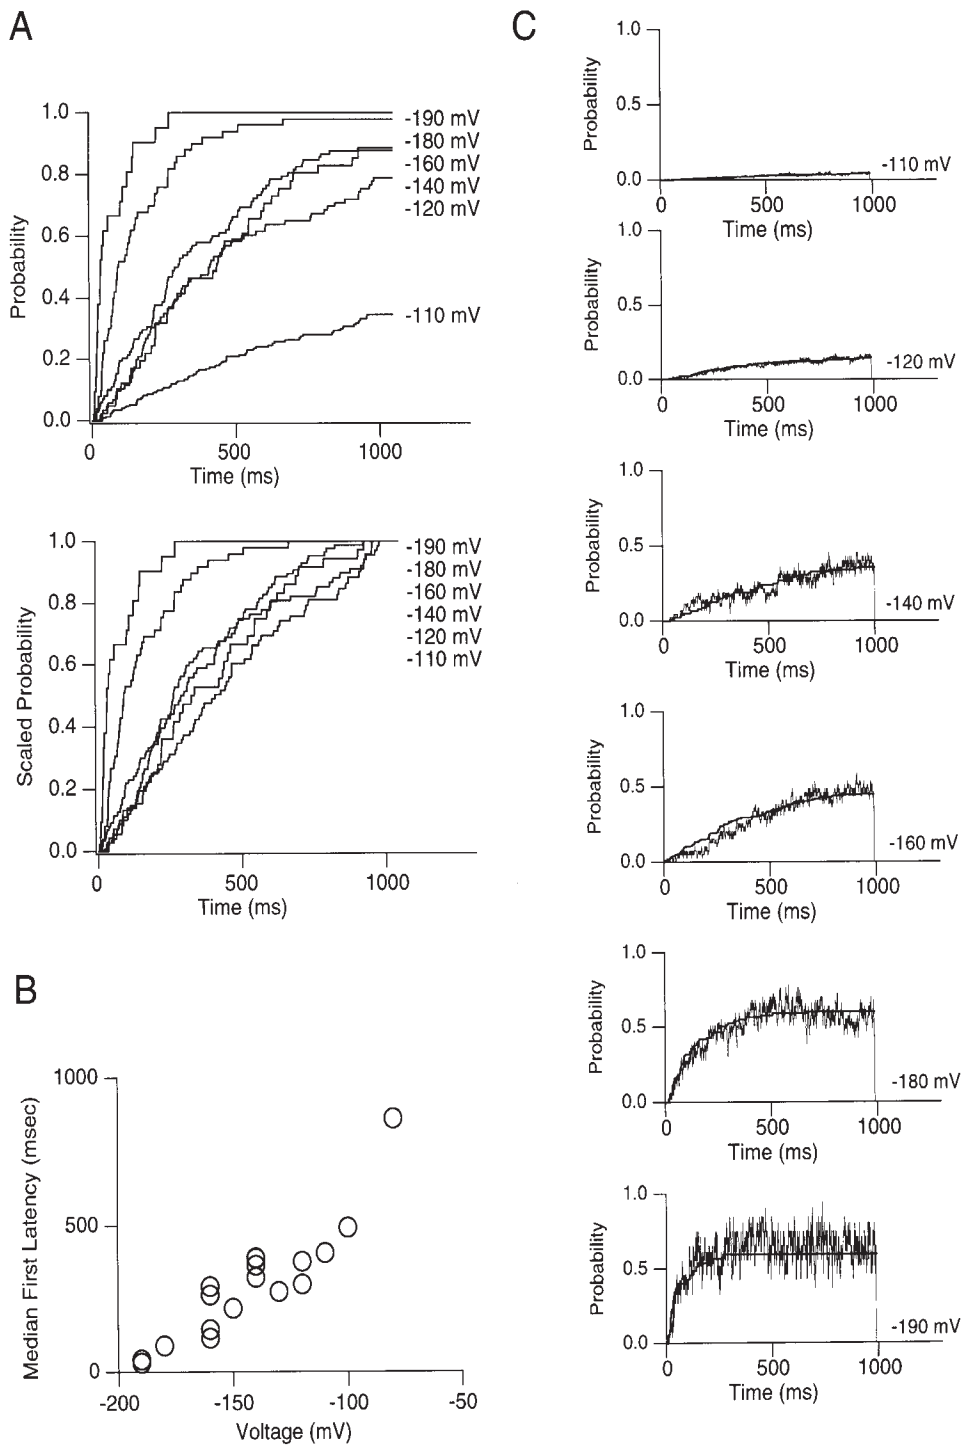 A
1.0
0.8
0.6
0.4
0.2
0.0
Probability
-190 mV
-180 mV
-160 mV
-140 mV
-120 mV
-110 mV
0
500
1000
Time (ms)
1.0
0.8
0.6
0.4
0.2
0.0
Scaled Probability
-190 mV
-180 mV
-160 mV
-140 mV
-120 mV
-110 mV
0
500
1000
Time (ms)
B
1000
500
0
Median First Latency (msec)
-200
-150
-100
-50
Voltage (mV)
C
1.0
0.5
0.0
Probability
-110 mV
0
500
1000
Time (ms)
1.0
0.5
0.0
Probability
-120 mV
0
500
1000
Time (ms)
1.0
0.5
0.0
Probability
-140 mV
0
500
1000
Time (ms)
1.0
0.5
0.0
Probability
-160 mV
0
500
1000
Time (ms)
1.0
0.5
0.0
Probability
-180 mV
0
500
1000
Time (ms)
1.0
0.5
0.0
Probability
-190 mV
0
500
1000
Time (ms)